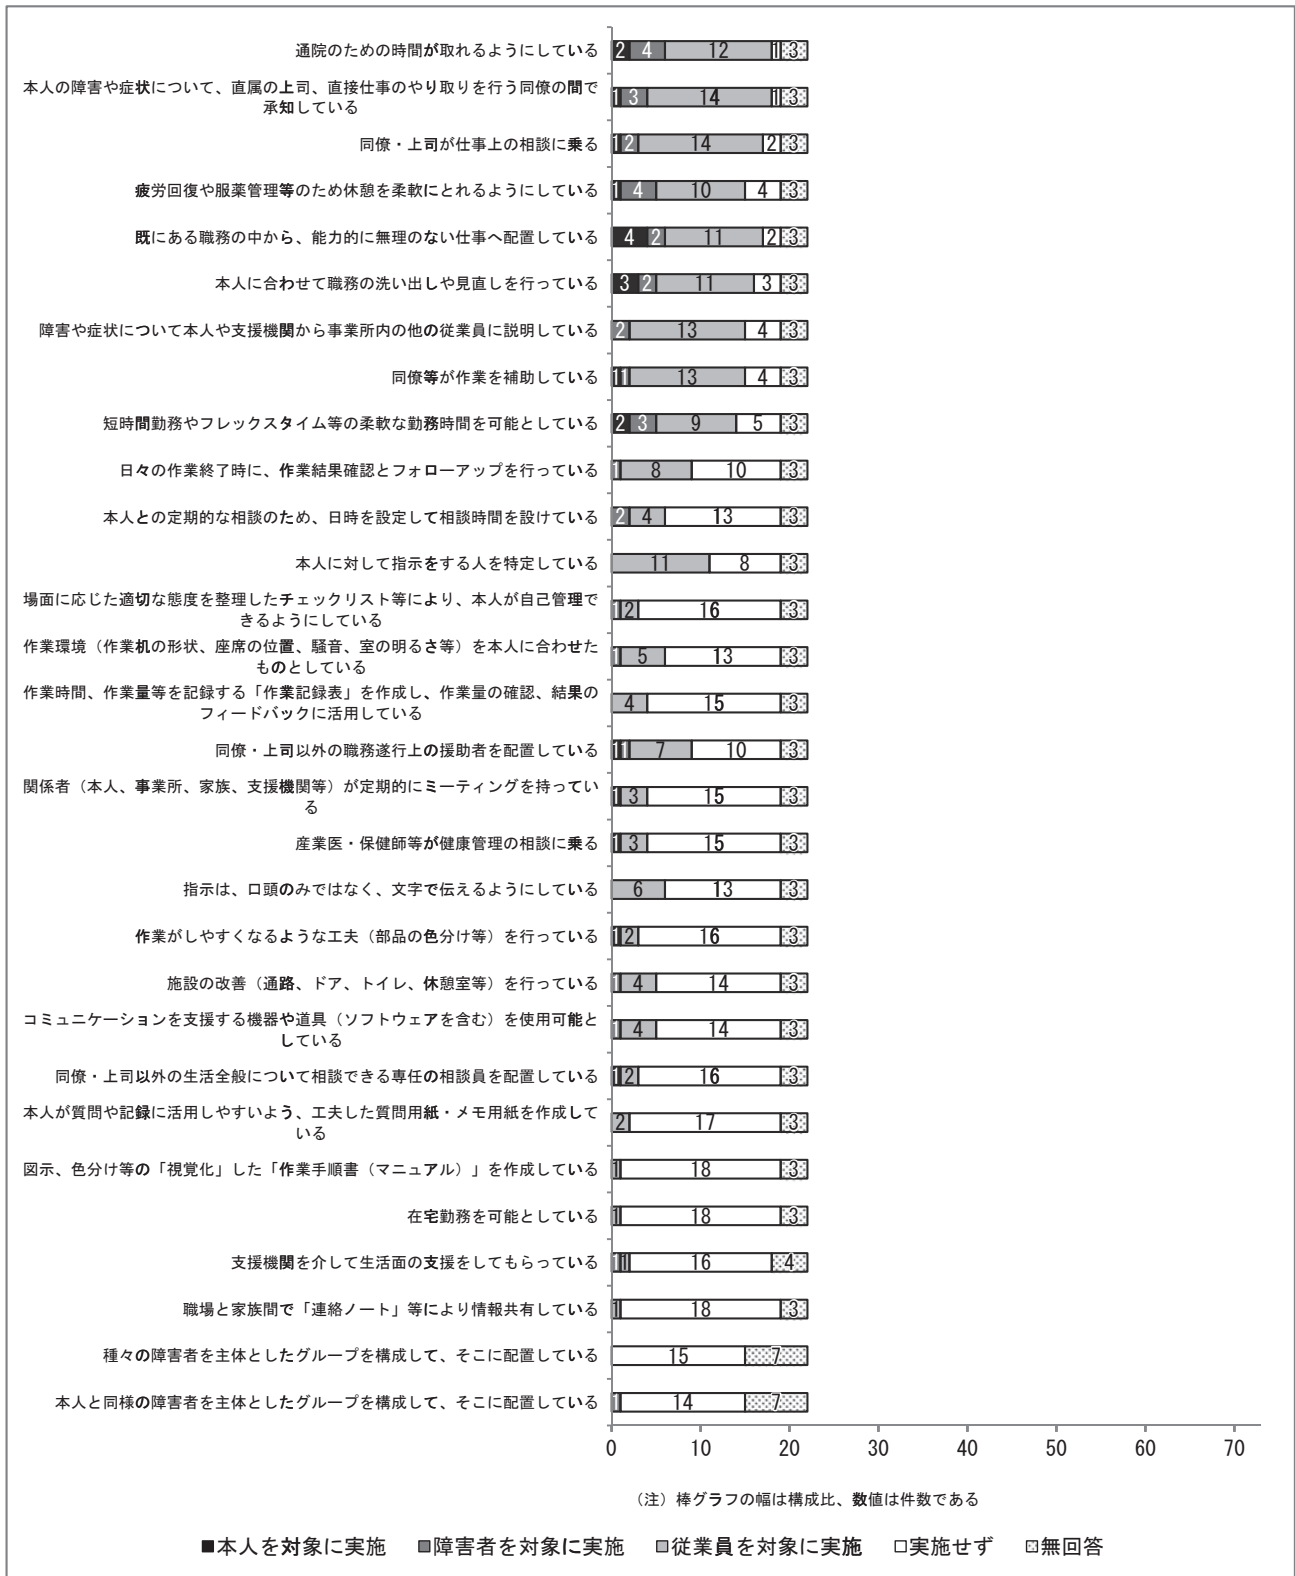 通院のための時間が取れるようにしている
2 4 12 1 3
本人の障害や症状について、直属の上司、直接仕事のやり取りを行う同僚の間で
承知している
1 3 14 1 3
同僚・上司が仕事上の相談に乗る
1 2 14 2 3
疲労回復や服薬管理等のため休憩を柔軟にとれるようにしている
1 4 10 4 3
既にある職務の中から、能力的に無理のない仕事へ配置している
4 2 11 2 3
本人に合わせて職務の洗い出しや見直しを行っている
3 2 11 3 3
障害や症状について本人や支援機関から事業所内の他の従業員に説明している
2 13 4 3
同僚等が作業を補助している
1 1 13 4 3
短時間勤務やフレックスタイム等の柔軟な勤務時間を可能としている
2 3 9 5 3
日々の作業終了時に、作業結果確認とフォローアップを行っている
1 8 10 3
本人との定期的な相談のため、日時を設定して相談時間を設けている
2 4 13 3
本人に対して指示をする人を特定している
11 8 3
場面に応じた適切な態度を整理したチェックリスト等により、本人が自己管理で
きるようにしている
1 2 16 3
作業環境（作業机の形状、座席の位置、騒音、室の明るさ等）を本人に合わせた
ものとしている
1 5 13 3
作業時間、作業量等を記録する「作業記録表」を作成し、作業量の確認、結果の
フィードバックに活用している
4 15 3
同僚・上司以外の職務遂行上の援助者を配置している
1 1 7 10 3
関係者（本人、事業所、家族、支援機関等）が定期的にミーティングを持ってい
る
1 3 15 3
産業医・保健師等が健康管理の相談に乗る
1 3 15 3
指示は、口頭のみではなく、文字で伝えるようにしている
6 13 3
作業がしやすくなるような工夫（部品の色分け等）を行っている
1 2 16 3
施設の改善（通路、ドア、トイレ、休憩室等）を行っている
1 4 14 3
コミュニケーションを支援する機器や道具（ソフトウェアを含む）を使用可能と
している
1 4 14 3
同僚・上司以外の生活全般について相談できる専任の相談員を配置している
1 2 16 3
本人が質問や記録に活用しやすいよう、工夫した質問用紙・メモ用紙を作成して
いる
2 17 3
図示、色分け等の「視覚化」した「作業手順書（マニュアル）」を作成している
1 18 3
在宅勤務を可能としている
1 18 3
支援機関を介して生活面の支援をしてもらっている
1 1 16 4
職場と家族間で「連絡ノート」等により情報共有している
1 18 3
種々の障害者を主体としたグループを構成して、そこに配置している
15 7
本人と同様の障害者を主体としたグループを構成して、そこに配置している
1 14 7
0 10 20 30 40 50 60 70
（注）棒グラフの幅は構成比、数値は件数である
■本人を対象に実施 ■障害者を対象に実施 ■従業員を対象に実施 □実施せず 無回答